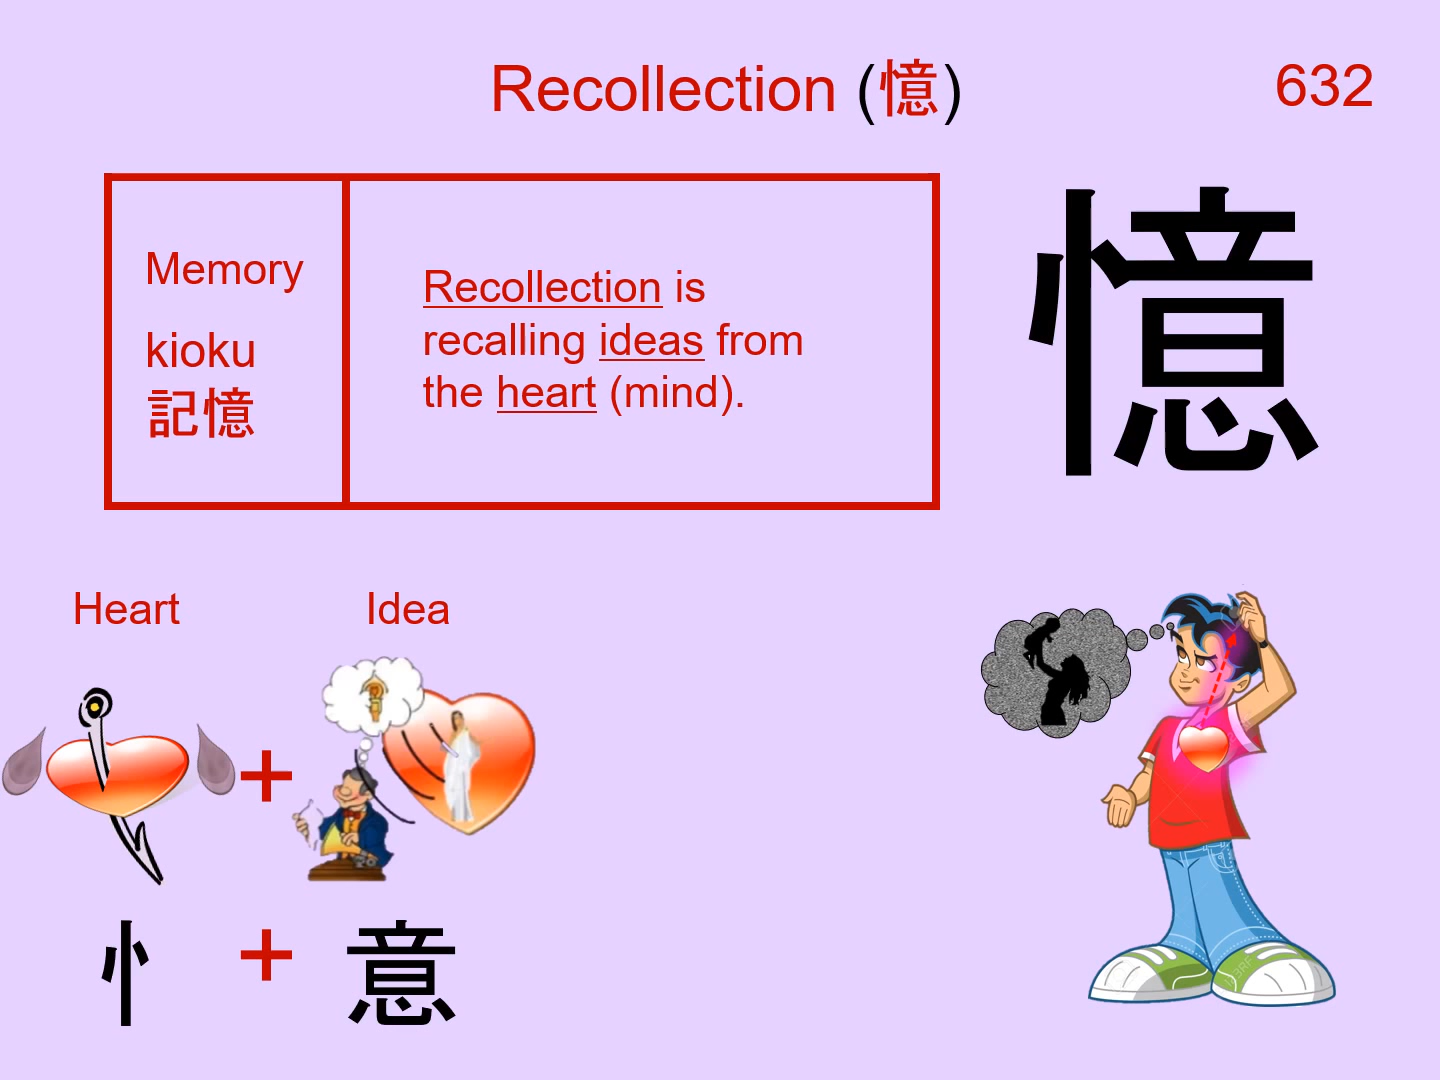 Recollection (憶)
632
Memory
kioku
記憶
Recollection is
recalling ideas from
the heart (mind).
憶
Heart
Idea
+
忄
+
意